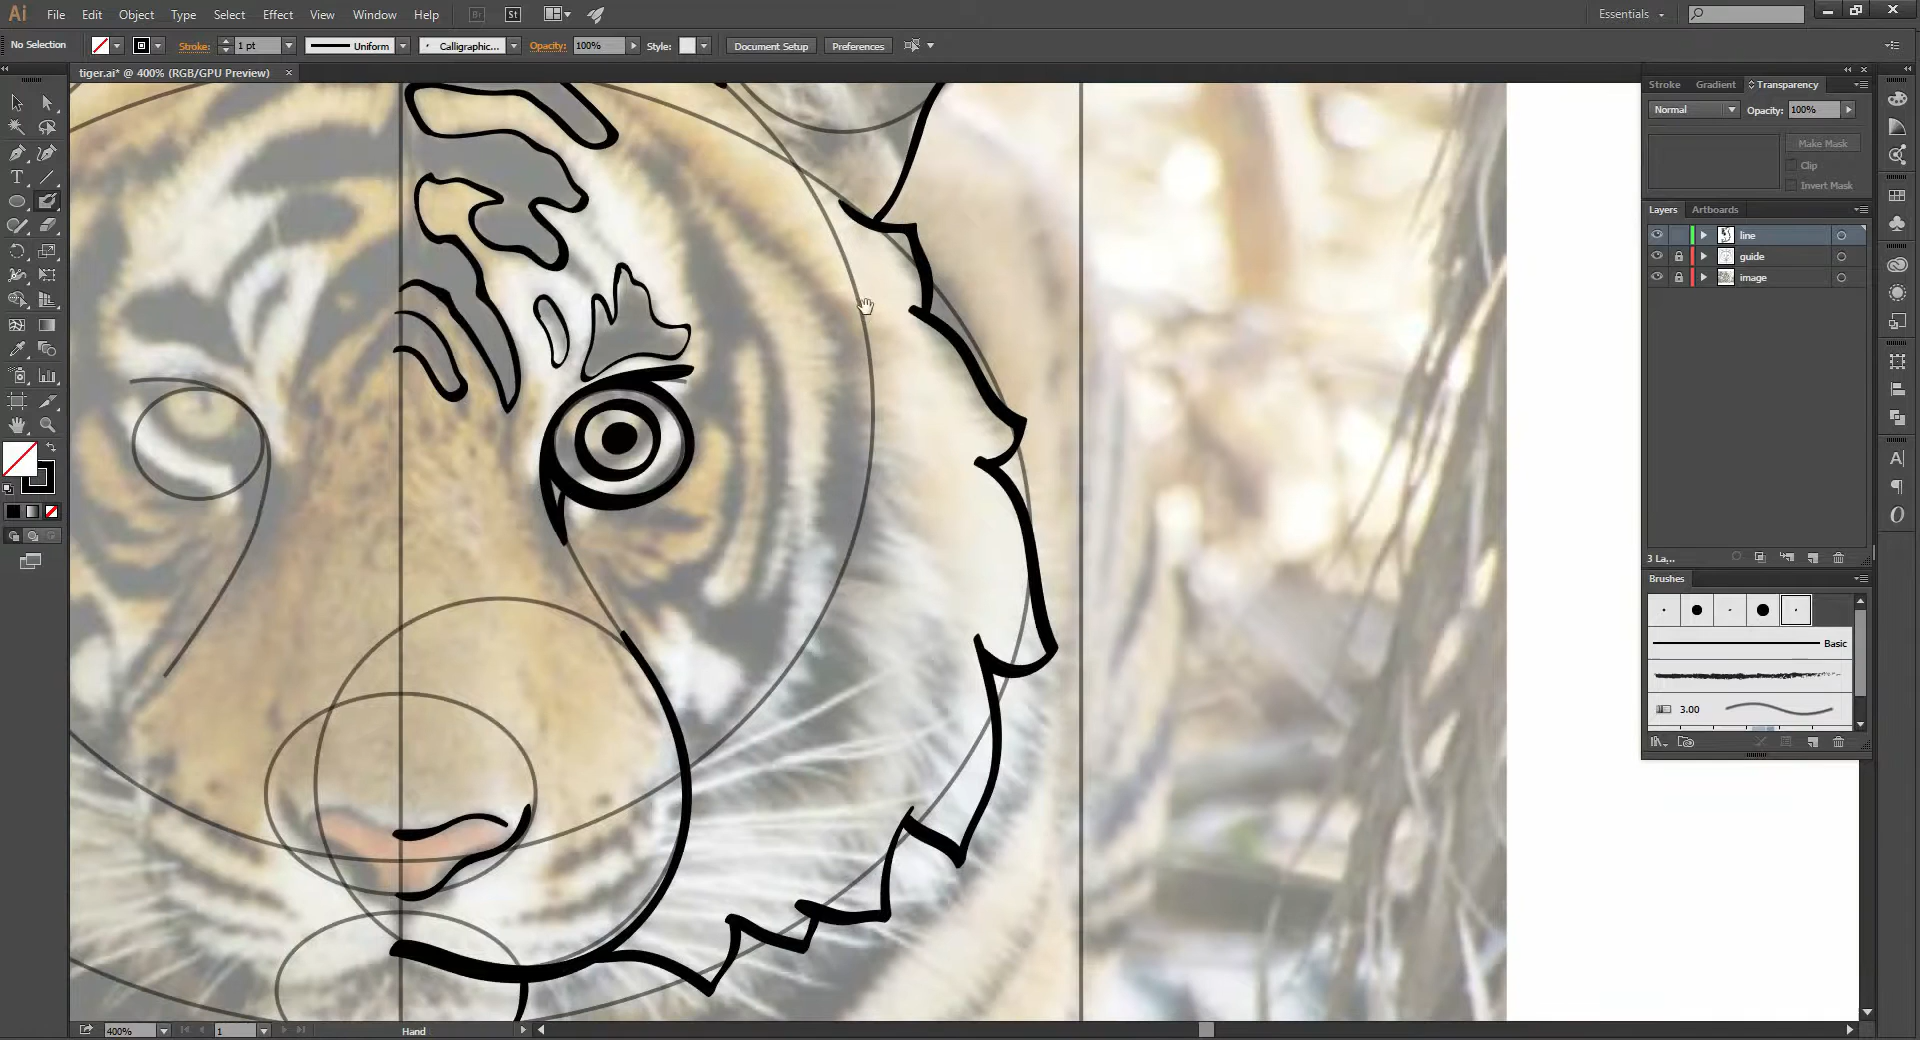 Ai File Edit Object Type Select Effect View Window Help Br St Essentials
No Selection Stroke: 1 pt Uniform Calligraphic... Opacity: 100% Style: Document Setup Preferences
tiger.ai* @ 400% (RGB/GPU Preview)
Stroke Gradient Transparency
Normal Opacity: 100%
Make Mask
Clip
Invert Mask
Layers Artboards
line
guide
image
3 La...
Brushes
Basic
3.00
400% 1 Hand